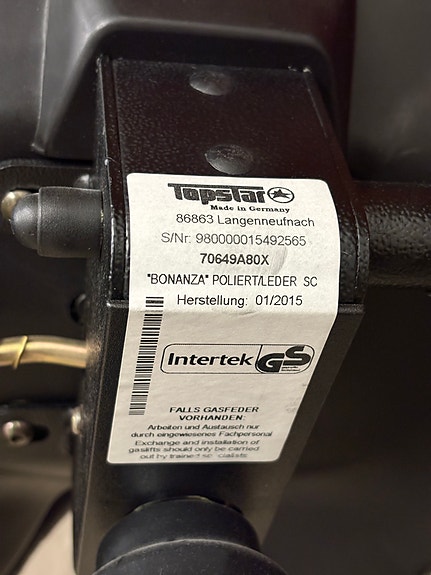 Topstar
Made in Germany
86863 Langenneufnach
S/Nr: 980000015492565
70649A80X
"BONANZA" POLIERT/LEDER SC
Herstellung: 01/2015
Intertek GS
FALLS GASFEDER
VORHANDEN:
Arbeiten und Austausch nur
durch eingewiesenes Fachpersonal
Exchange and installation of
gaslifts should only be carried
out by trained